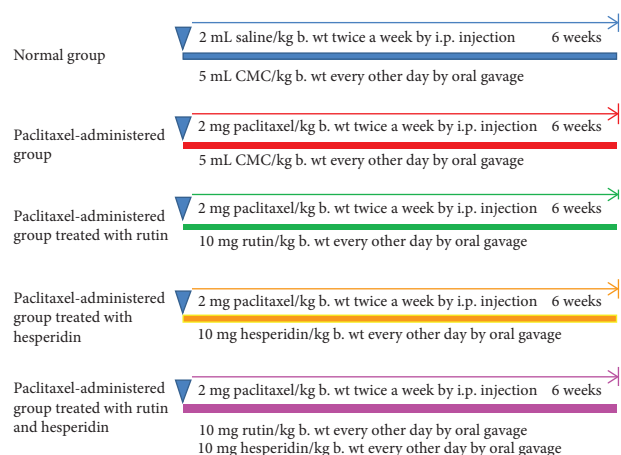 2 mL saline/kg b. wt twice a week by i.p. injection 6 weeks
Normal group
5 mL CMC/kg b. wt every other day by oral gavage
2 mg paclitaxel/kg b. wt twice a week by i.p. injection 6 weeks
Paclitaxel-administered
group
5 mL CMC/kg b. wt every other day by oral gavage
2 mg paclitaxel/kg b. wt twice a week by i.p. injection 6 weeks
Paclitaxel-administered
group treated with rutin
10 mg rutin/kg b. wt every other day by oral gavage
2 mg paclitaxel/kg b. wt twice a week by i.p. injection 6 weeks
Paclitaxel-administered
group treated with
hesperidin
10 mg hesperidin/kg b. wt every other day by oral gavage
2 mg paclitaxel/kg b. wt twice a week by i.p. injection 6 weeks
Paclitaxel-administered
group treated with rutin
and hesperidin
10 mg rutin/kg b. wt every other day by oral gavage
10 mg hesperidin/kg b. wt every other day by oral gavage